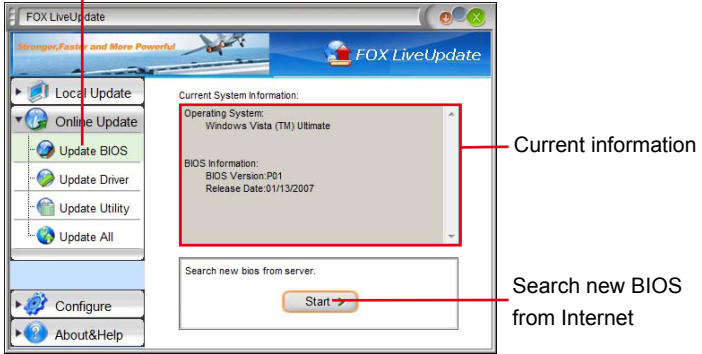 FOX LiveUpdate
Stronger,Faster and More Powerful
FOX LiveUpdate
Local Update
Online Update
Update BIOS
Update Driver
Update Utility
Update All
Configure
About&Help
Current System Information:
Operating System:
Windows Vista (TM) Ultimate
BIOS Information:
BIOS Version:P01
Release Date:01/13/2007
Search new bios from server.
Start
Current information
Search new BIOS
from Internet